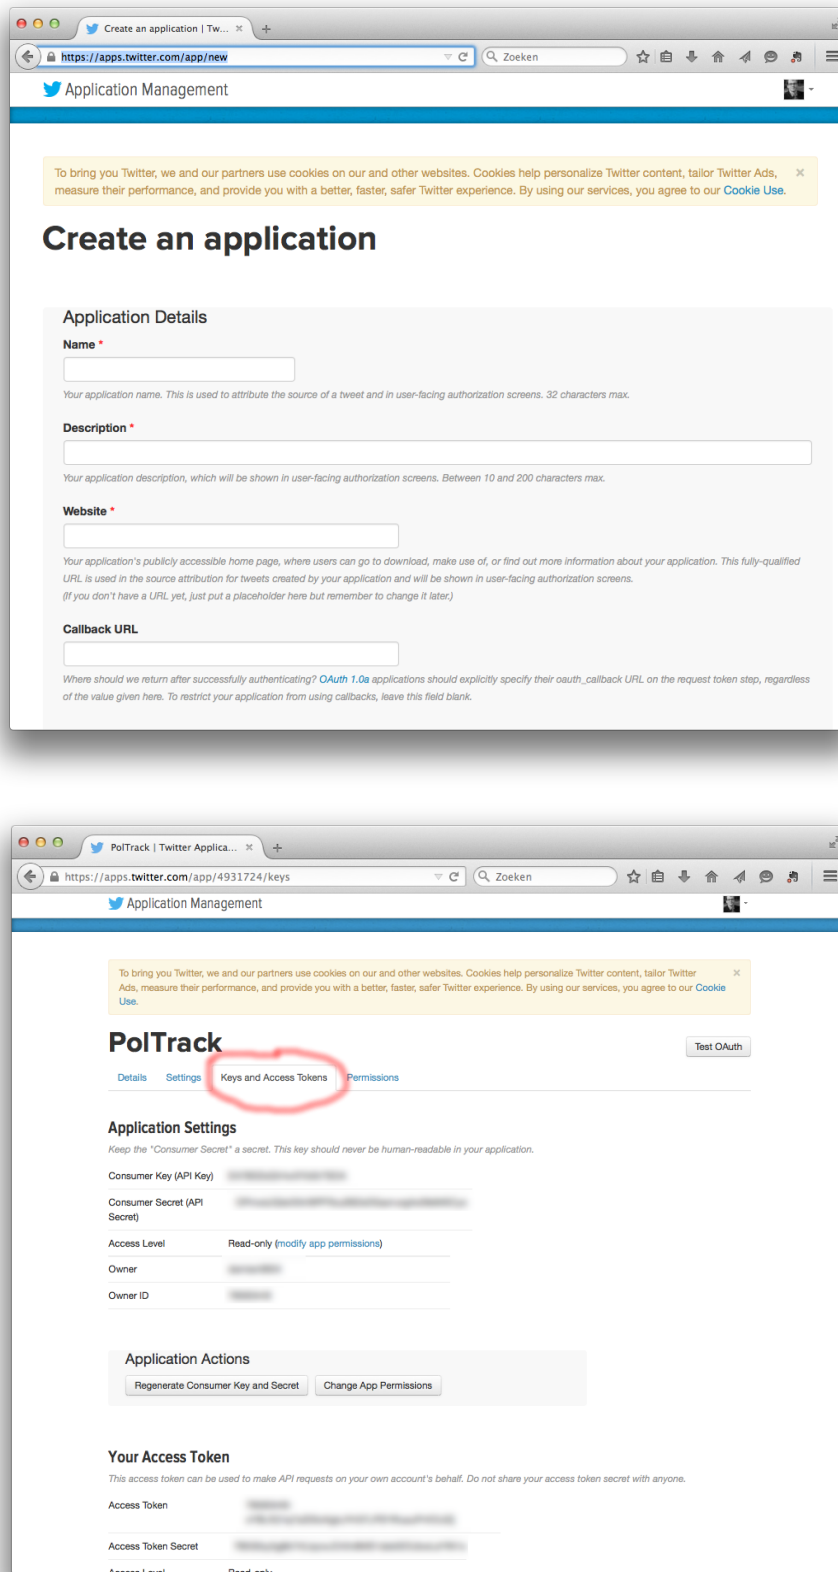 Create an application | Tw...
https://apps.twitter.com/app/new
Zoeken
Application Management
To bring you Twitter, we and our partners use cookies on our and other websites. Cookies help personalize Twitter content, tailor Twitter Ads,
measure their performance, and provide you with a better, faster, safer Twitter experience. By using our services, you agree to our Cookie Use.
Create an application
Application Details
Name *
Your application name. This is used to attribute the source of a tweet and in user-facing authorization screens. 32 characters max.
Description *
Your application description, which will be shown in user-facing authorization screens. Between 10 and 200 characters max.
Website *
Your application's publicly accessible home page, where users can go to download, make use of, or find out more information about your application. This fully-qualified
URL is used in the source attribution for tweets created by your application and will be shown in user-facing authorization screens.
(If you don't have a URL yet, just put a placeholder here but remember to change it later.)
Callback URL
Where should we return after successfully authenticating? OAuth 1.0a applications should explicitly specify their oauth_callback URL on the request token step, regardless
of the value given here. To restrict your application from using callbacks, leave this field blank.
PolTrack | Twitter Applica...
https://apps.twitter.com/app/4931724/keys
Zoeken
Application Management
To bring you Twitter, we and our partners use cookies on our and other websites. Cookies help personalize Twitter content, tailor Twitter
Ads, measure their performance, and provide you with a better, faster, safer Twitter experience. By using our services, you agree to our Cookie
Use.
PolTrack
Test OAuth
Details Settings Keys and Access Tokens Permissions
Application Settings
Keep the "Consumer Secret" a secret. This key should never be human-readable in your application.
Consumer Key (API Key)
Consumer Secret (API
Secret)
Access Level Read-only (modify app permissions)
Owner
Owner ID
Application Actions
Regenerate Consumer Key and Secret Change App Permissions
Your Access Token
This access token can be used to make API requests on your own account's behalf. Do not share your access token secret with anyone.
Access Token
Access Token Secret
Access Level Read-only